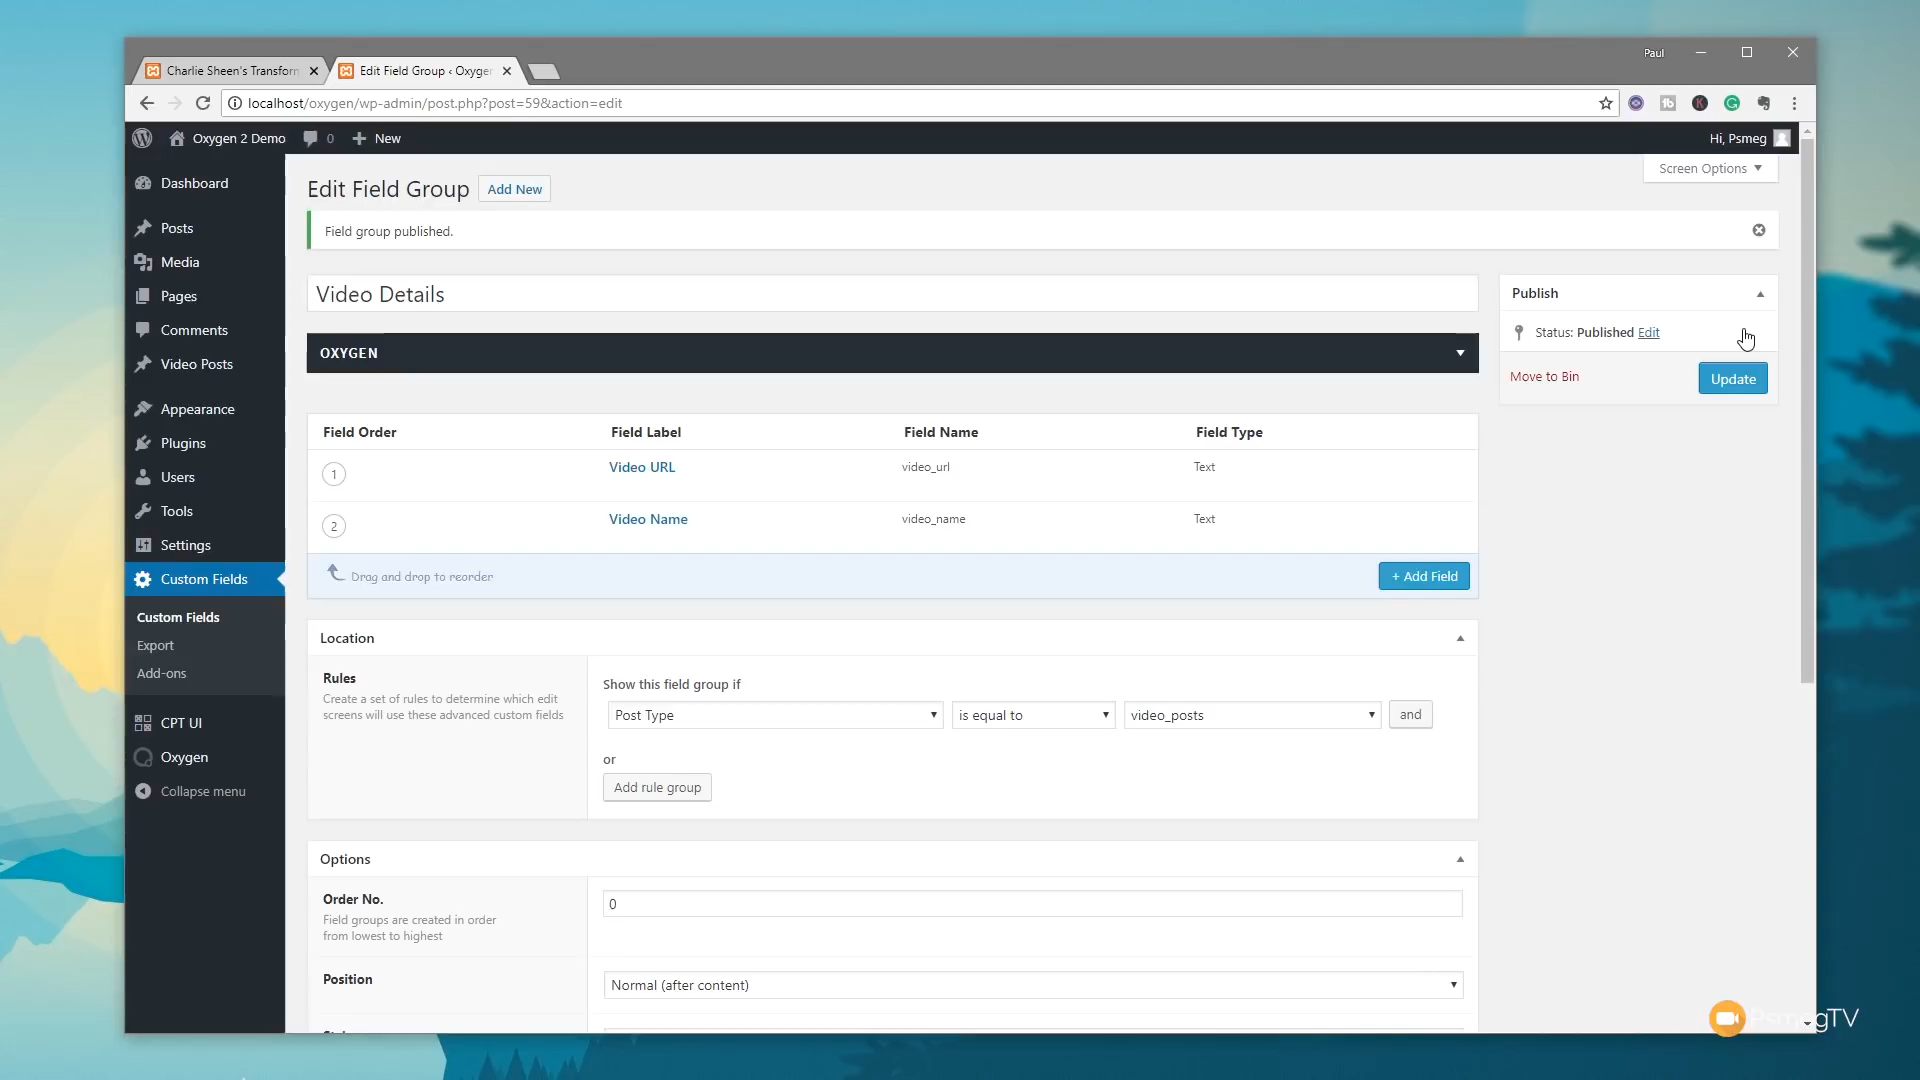 Paul
Charlie Sheen's Transforn
Edit Field Group ‹ Oxyger
localhost/oxygen/wp-admin/post.php?post=59&action=edit
Oxygen 2 Demo
0
New
Hi, Psmeg
Screen Options
Dashboard
Posts
Media
Pages
Comments
Video Posts
Appearance
Plugins
Users
Tools
Settings
Custom Fields
Custom Fields
Export
Add-ons
CPT UI
Oxygen
Collapse menu
Edit Field Group
Add New
Field group published.
Video Details
OXYGEN
Field Order
Field Label
Field Name
Field Type
1
Video URL
video_url
Text
2
Video Name
video_name
Text
Drag and drop to reorder
+ Add Field
Location
Rules
Create a set of rules to determine which edit
screens will use these advanced custom fields
Show this field group if
Post Type
is equal to
video_posts
and
or
Add rule group
Options
Order No.
Field groups are created in order
from lowest to highest
0
Position
Normal (after content)
Publish
Status: Published Edit
Move to Bin
Update
PsmegTV